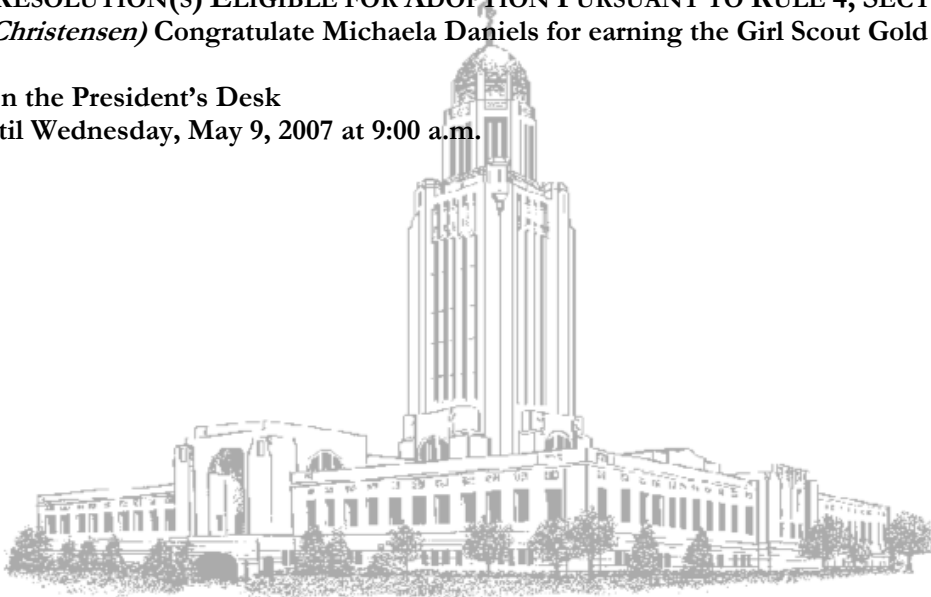 RESOLUTION(S) ELIGIBLE FOR ADOPTION PURSUANT TO RULE 4, SECT
Christensen) Congratulate Michaela Daniels for earning the Girl Scout Gold
n the President's Desk
til Wednesday, May 9, 2007 at 9:00 a.m.